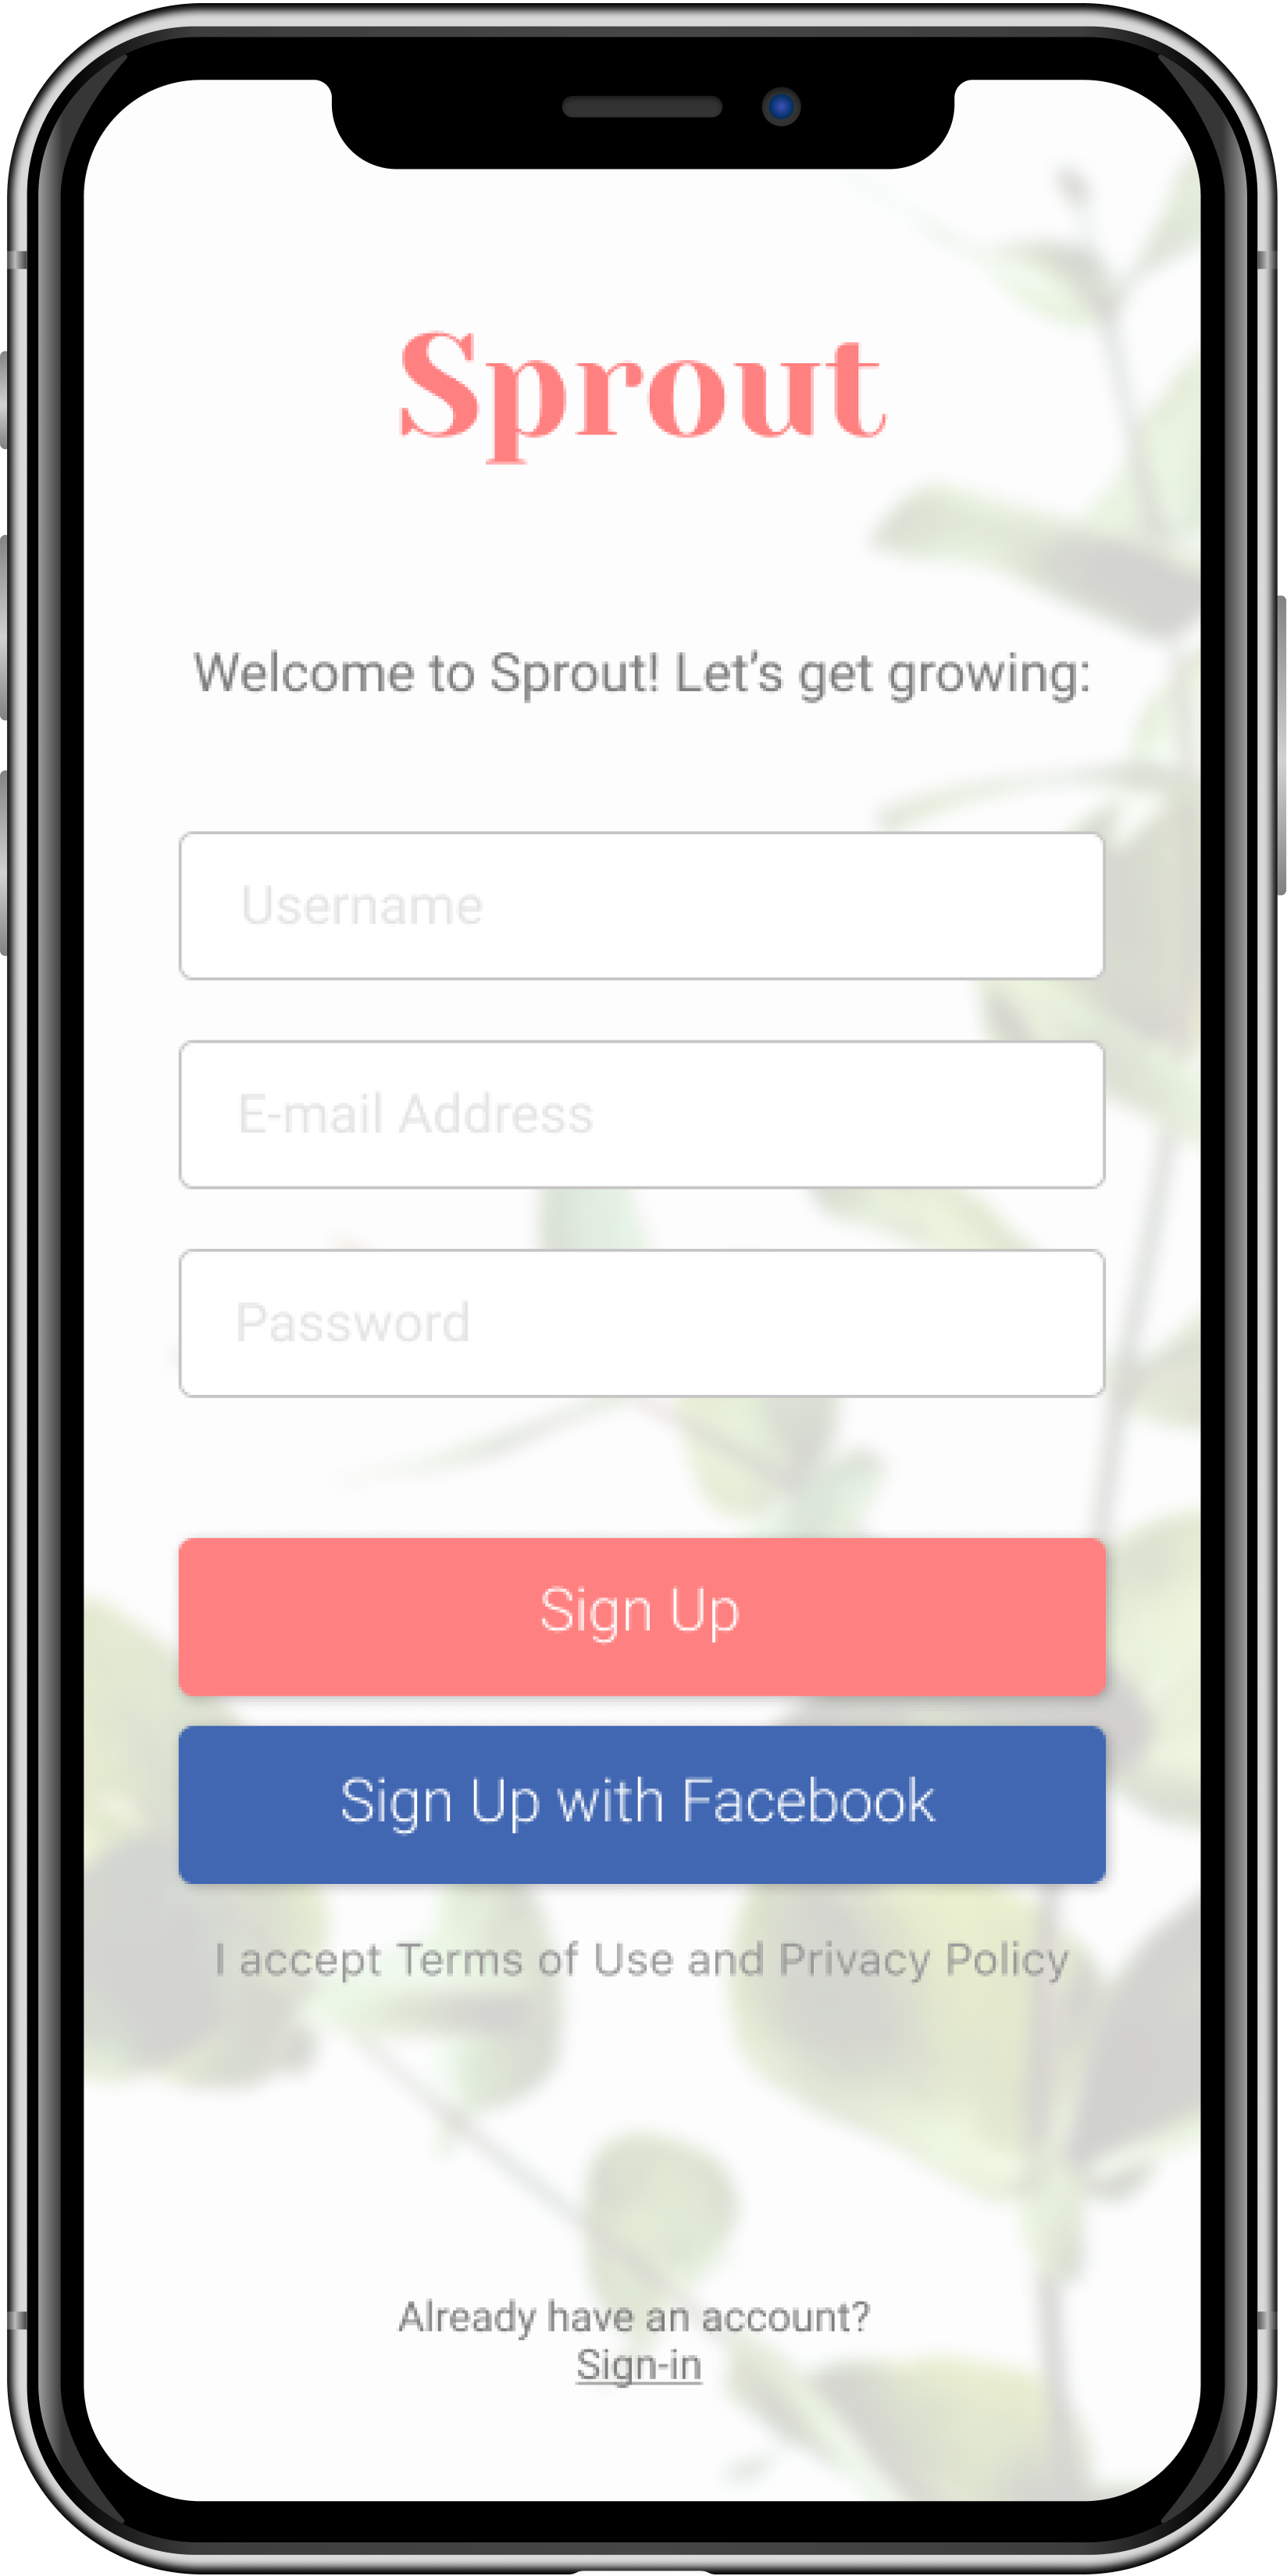 Sprout
Welcome to Sprout! Let’s get growing:
Username
E-mail Address
Password
Sign Up
Sign Up with Facebook
I accept Terms of Use and Privacy Policy
Already have an account?
Sign-in